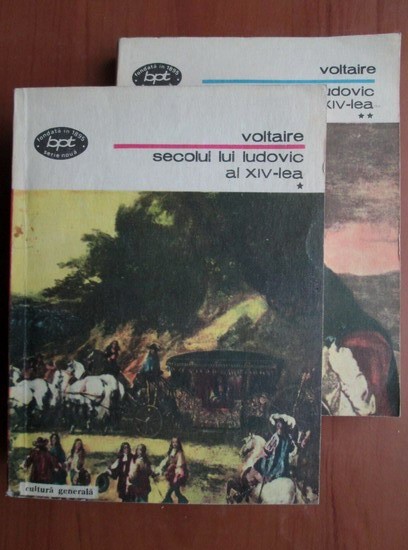 fondată în 1895
bpt
serie nouă
voltaire
secolul lui ludovic
al XIV-lea
*
cultură generală
fondată în 1895
bpt
voltaire
ludovic
XIV-lea
**